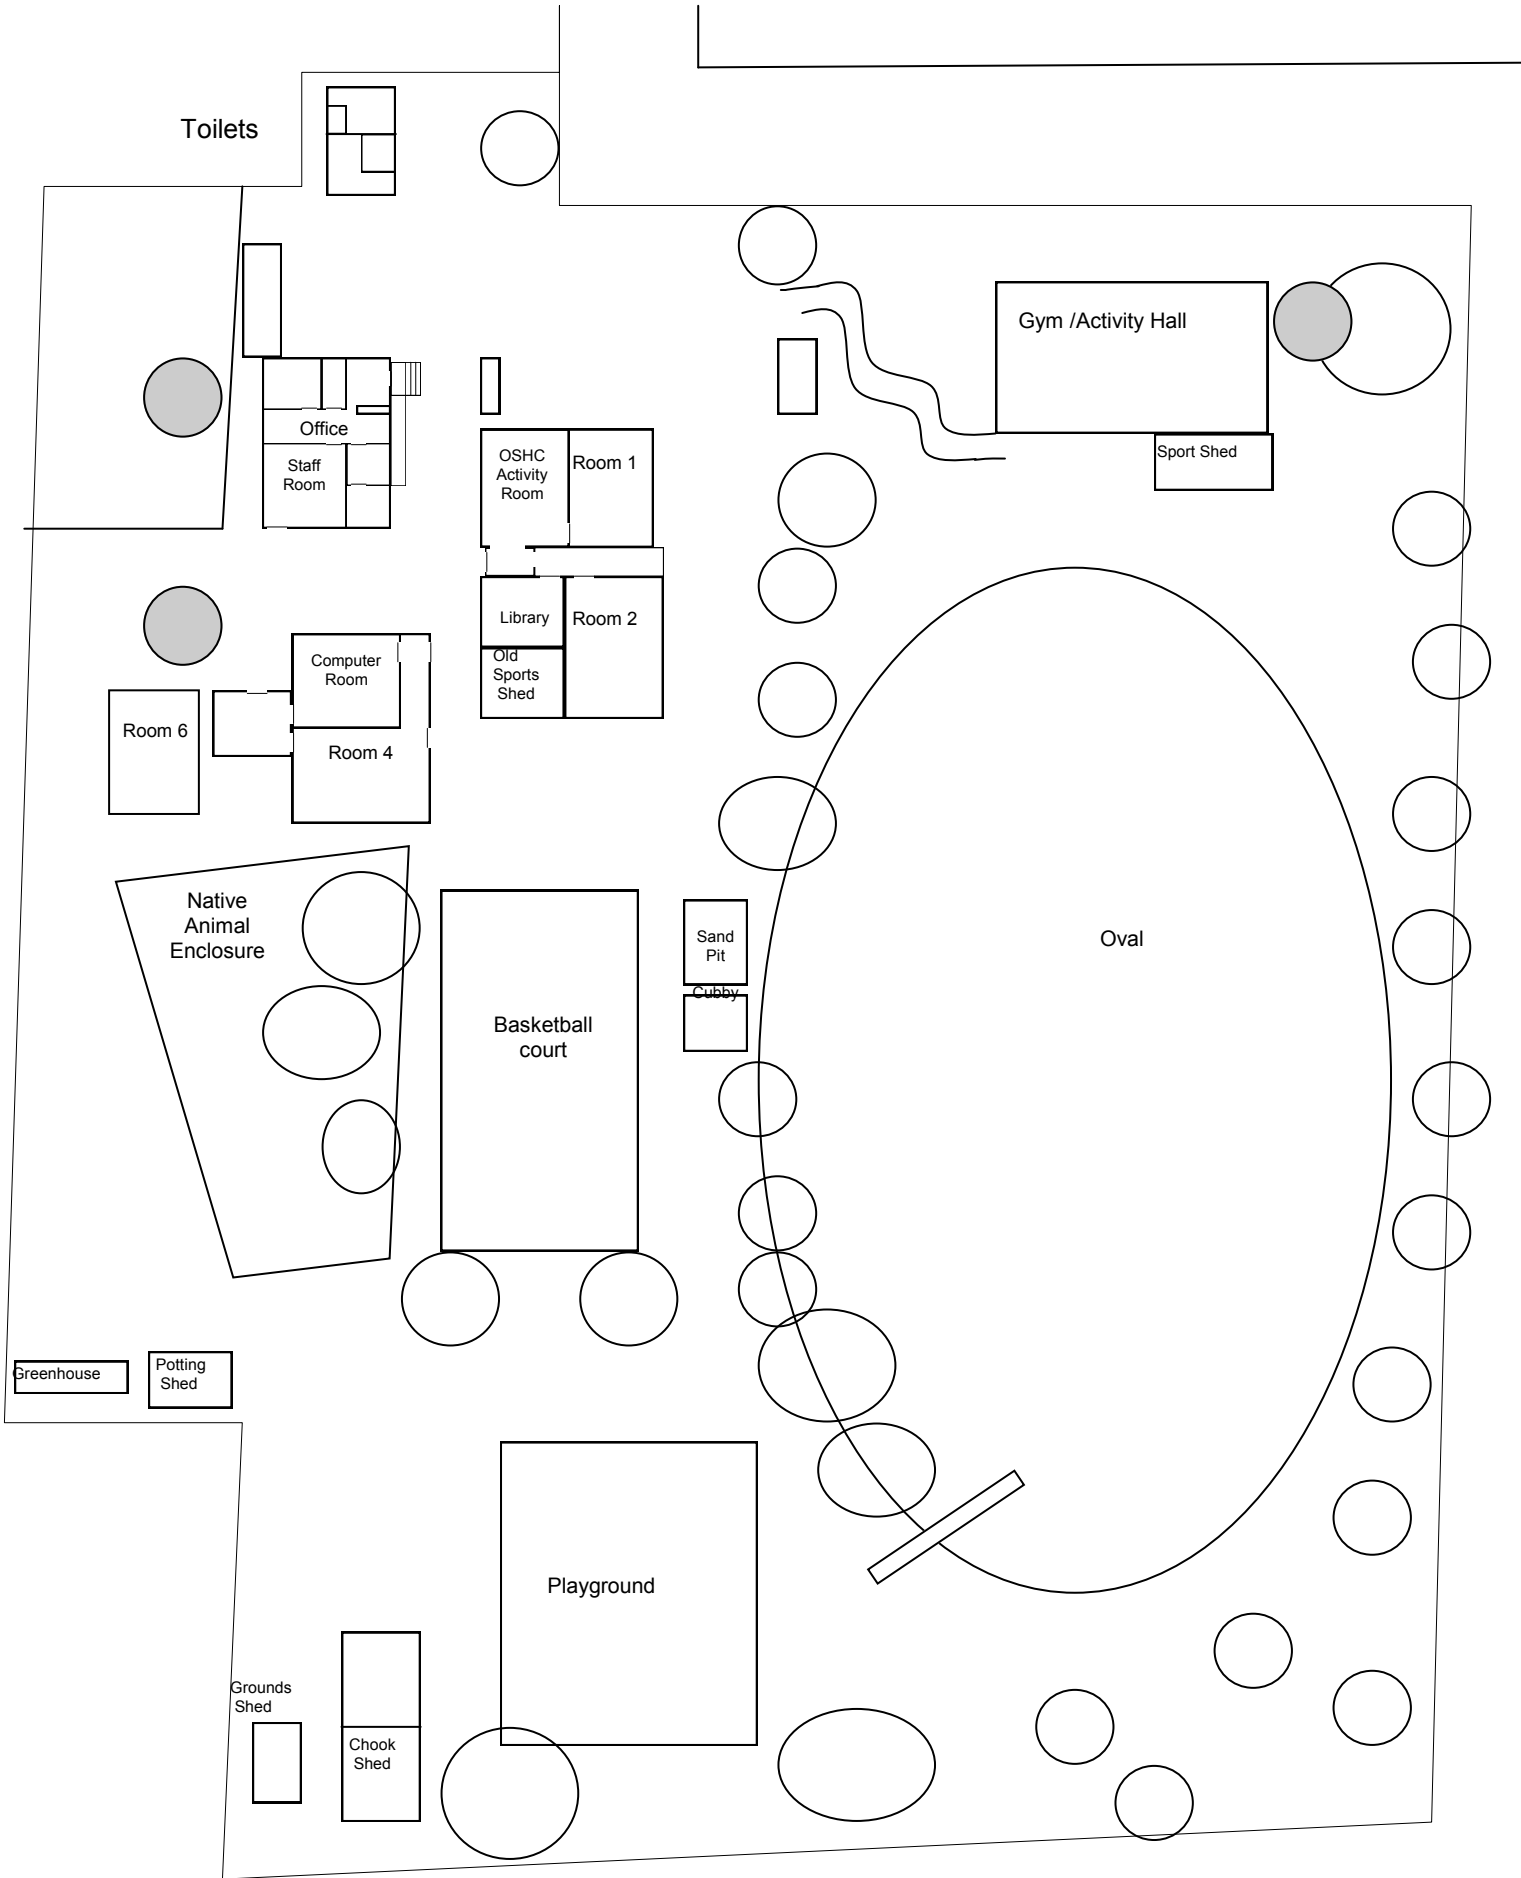 Toilets
Gym /Activity Hall
Office
Sport Shed
OSHC
Activity
Room
Room 1
Staff
Room
Library
Room 2
Old
Sports
Shed
Computer
Room
Room 6
Room 4
Native
Animal
Enclosure
Sand
Pit
Oval
Cubby
Basketball
court
Greenhouse
Potting
Shed
Playground
Grounds
Shed
Chook
Shed